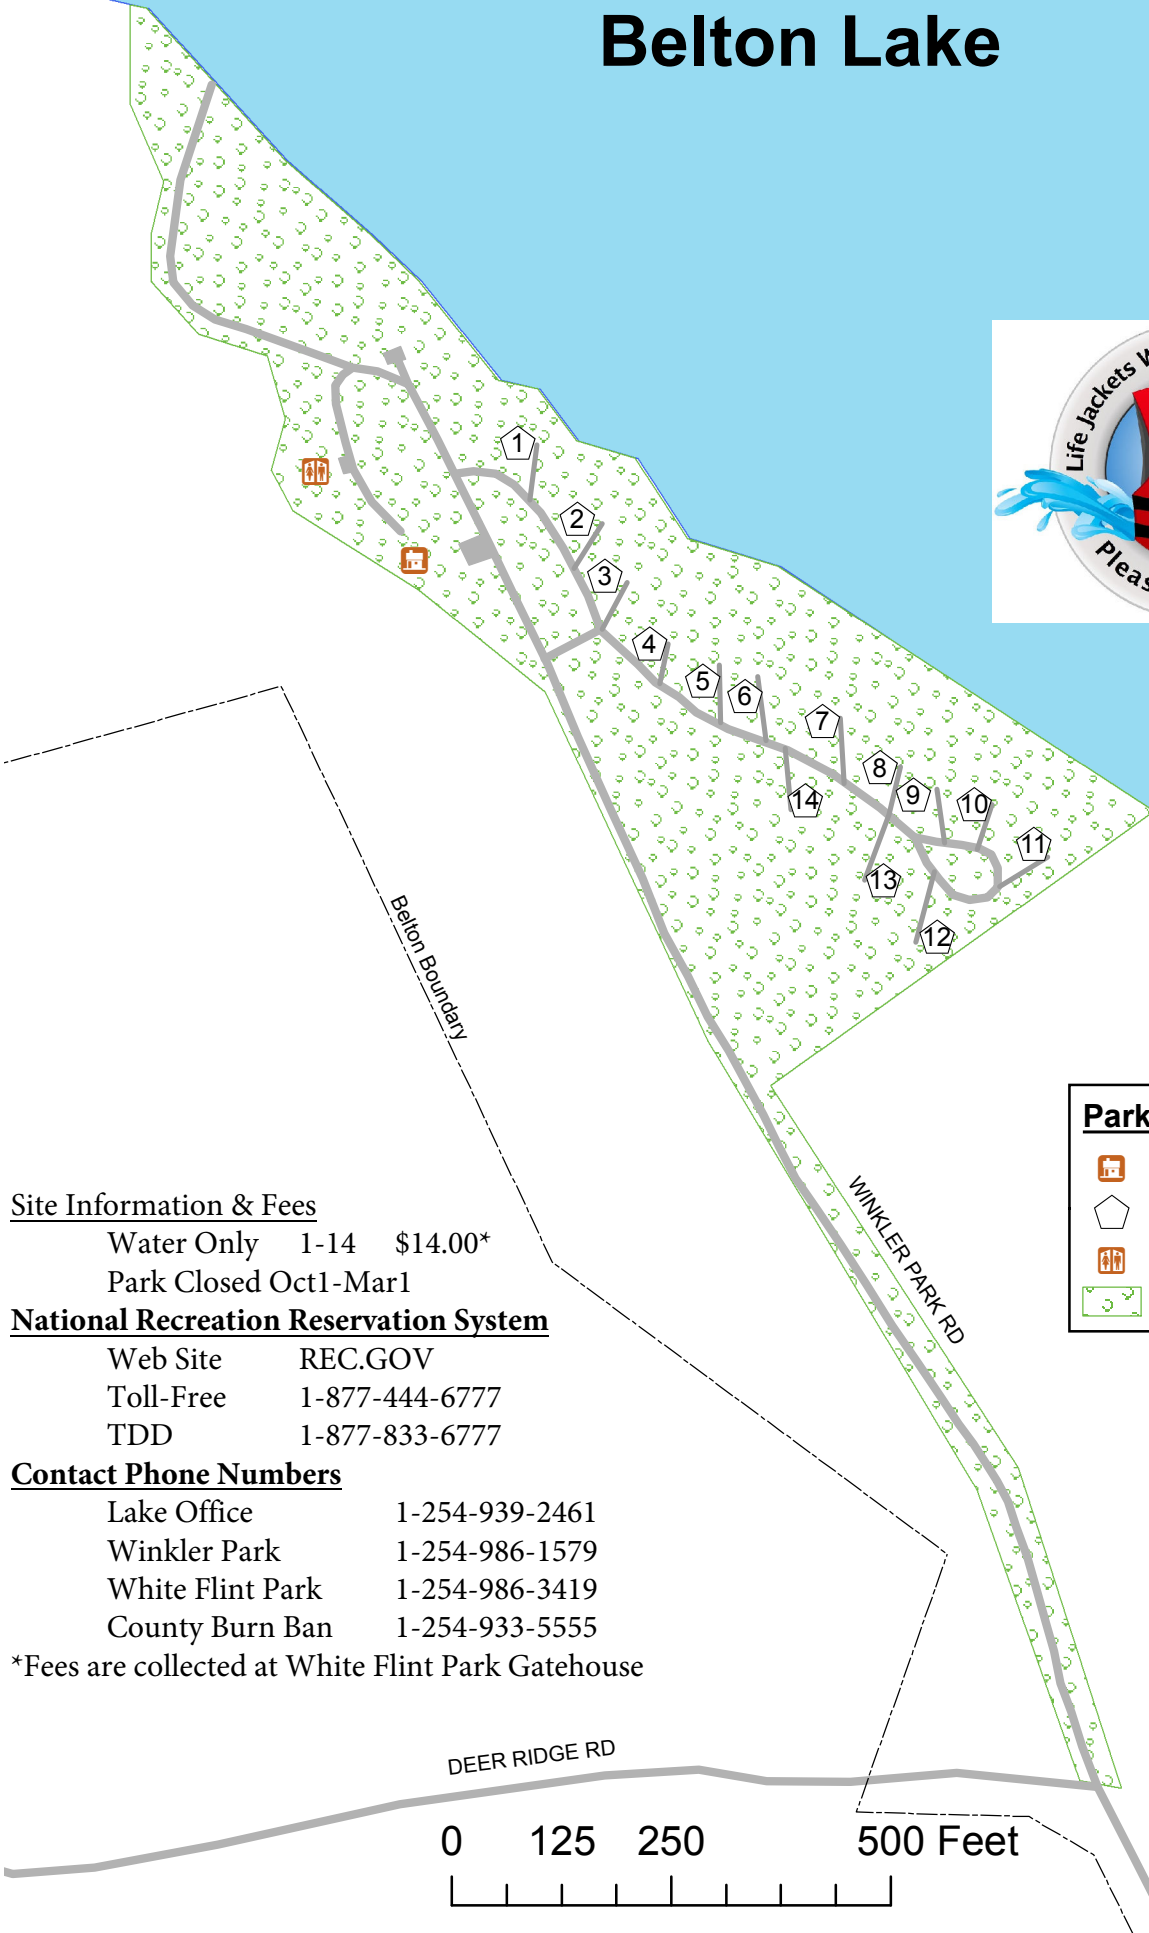 Belton Lake
Life Jackets
1
2
3
4
5
6
7
8
9
10
14
11
13
12
Belton Boundary
Park
WINKLER PARK RD
Site Information & Fees
Water Only 1-14 $14.00*
Park Closed Oct1-Mar1
National Recreation Reservation System
Web Site REC.GOV
Toll-Free 1-877-444-6777
TDD 1-877-833-6777
Contact Phone Numbers
Lake Office 1-254-939-2461
Winkler Park 1-254-986-1579
White Flint Park 1-254-986-3419
County Burn Ban 1-254-933-5555
*Fees are collected at White Flint Park Gatehouse
DEER RIDGE RD
0 125 250 500 Feet